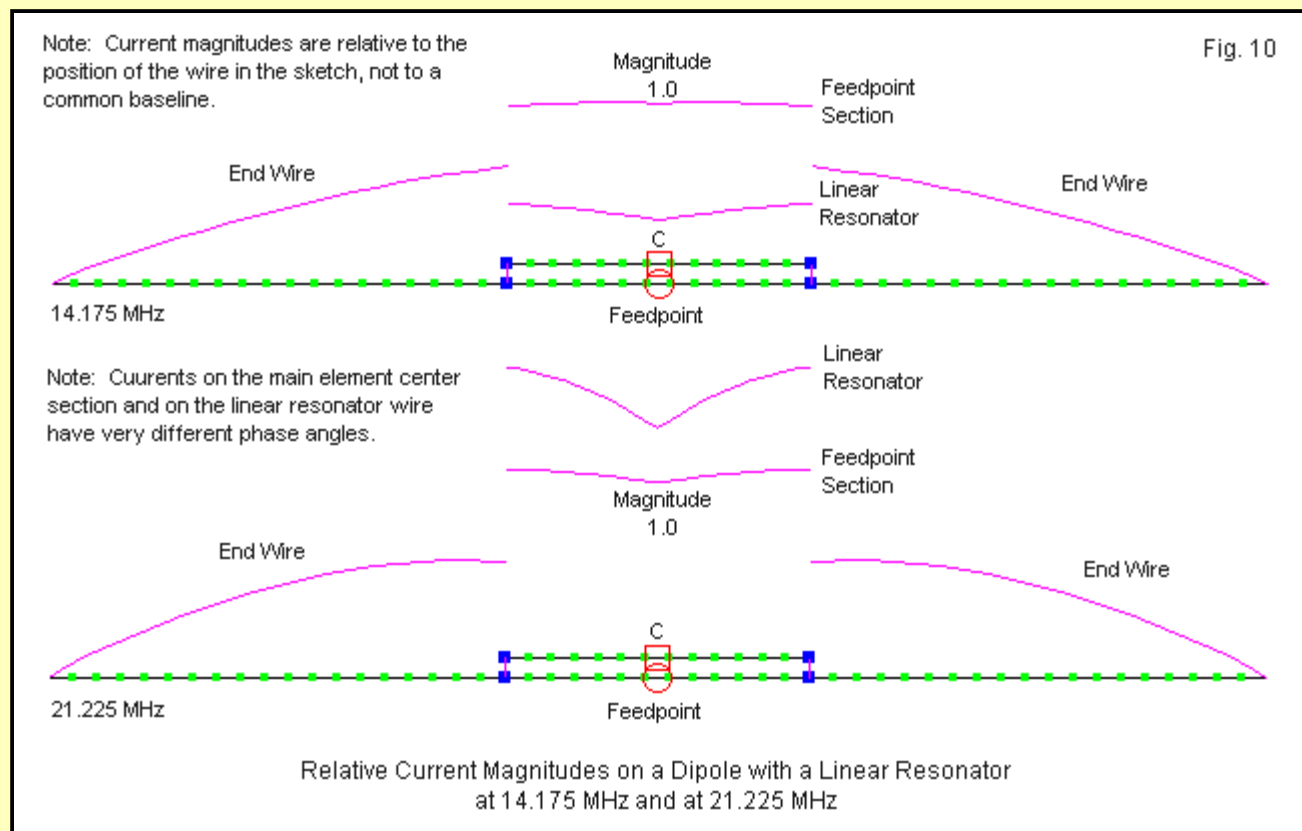 Note:  Current magnitudes are relative to the
position of the wire in the sketch, not to a
common baseline.
Fig. 10
Magnitude
1.0
Feedpoint
Section
End Wire
End Wire
Linear
Resonator
C
14.175 MHz
Feedpoint
Note:  Cuurents on the main element center
section and on the linear resonator wire
have very different phase angles.
Linear
Resonator
Feedpoint
Section
Magnitude
1.0
End Wire
End Wire
C
21.225 MHz
Feedpoint
Relative Current Magnitudes on a Dipole with a Linear Resonator
at 14.175 MHz and at 21.225 MHz